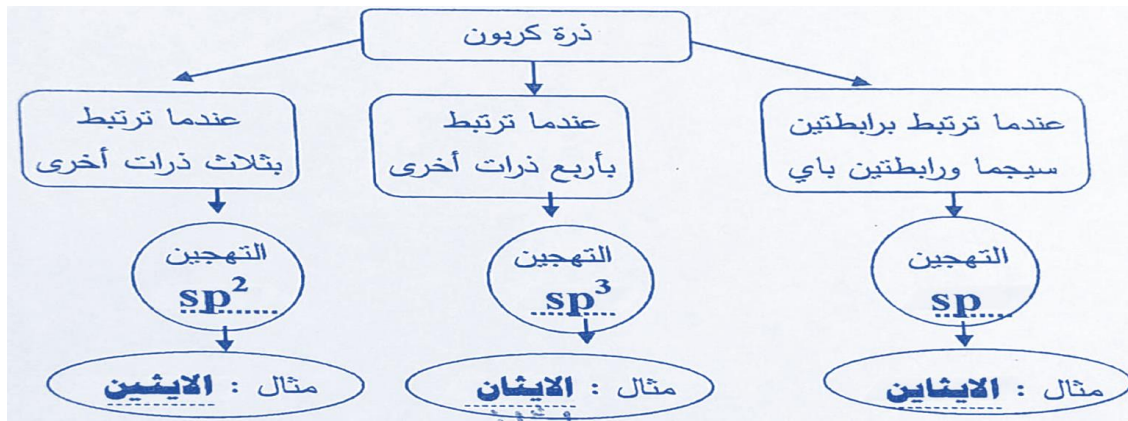 ذرة كربون
عندما ترتبط برابطتين
سيجما ورابطتين باي
عندما ترتبط
بأربع ذرات أخرى
عندما ترتبط
بثلاث ذرات أخرى
التهجين
sp
التهجين
sp³
التهجين
sp²
مثال : الايثاين
مثال : الايثان
مثال : الايثين